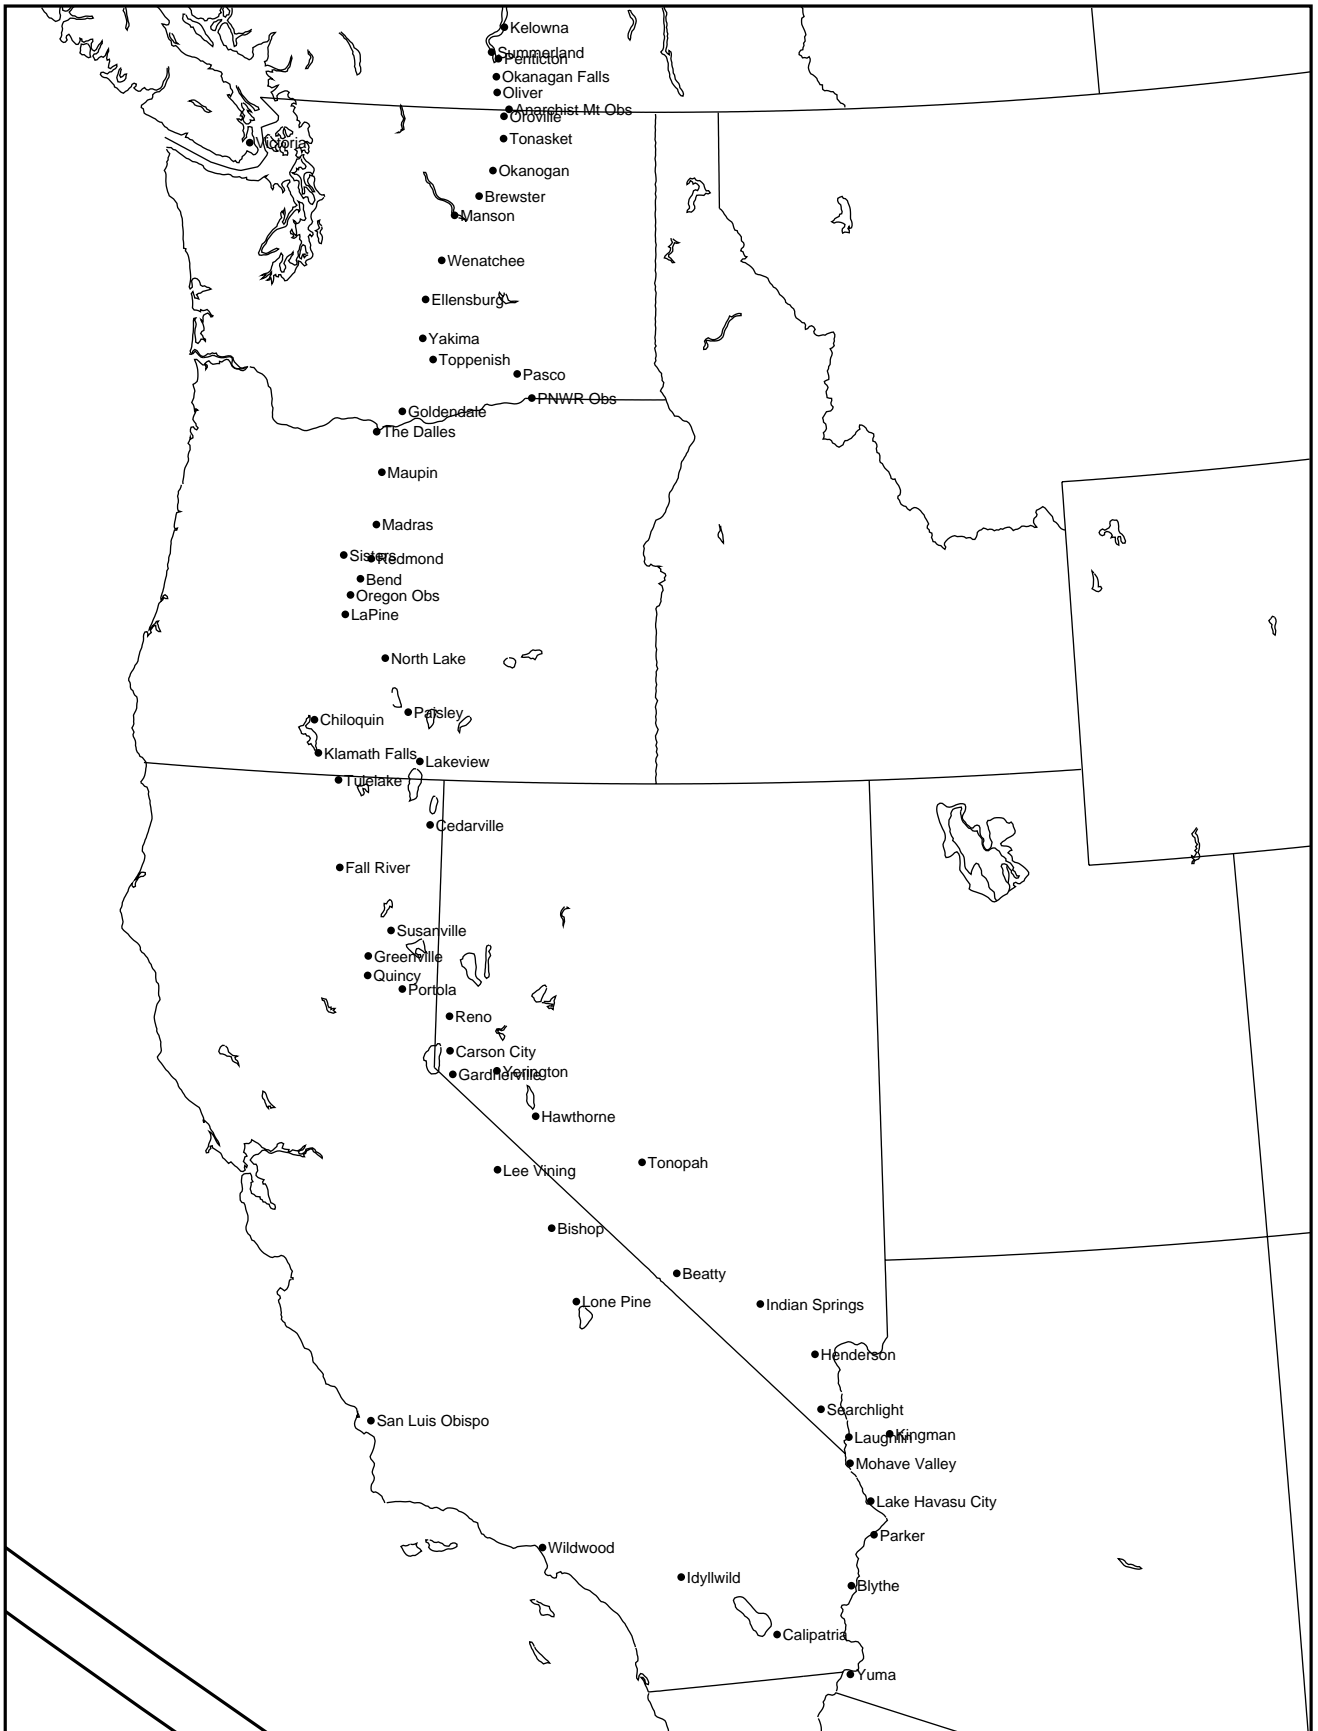 Kelowna
Summerland
Penticton
Okanagan Falls
Oliver
Anarchist Mt Obs
Oroville
Tonasket
Victoria
Okanogan
Brewster
Manson
Wenatchee
Ellensburg
Yakima
Toppenish
Pasco
PNWR Obs
Goldendale
The Dalles
Maupin
Madras
Sisters
Redmond
Bend
Oregon Obs
LaPine
North Lake
Paisley
Chiloquin
Klamath Falls
Lakeview
Tulelake
Cedarville
Fall River
Susanville
Greenville
Quincy
Portola
Reno
Carson City
Yerington
Gardnerville
Hawthorne
Tonopah
Lee Vining
Bishop
Beatty
Lone Pine
Indian Springs
Henderson
Searchlight
San Luis Obispo
Kingman
Laughlin
Mohave Valley
Lake Havasu City
Parker
Wildwood
Idyllwild
Blythe
Calipatria
Yuma